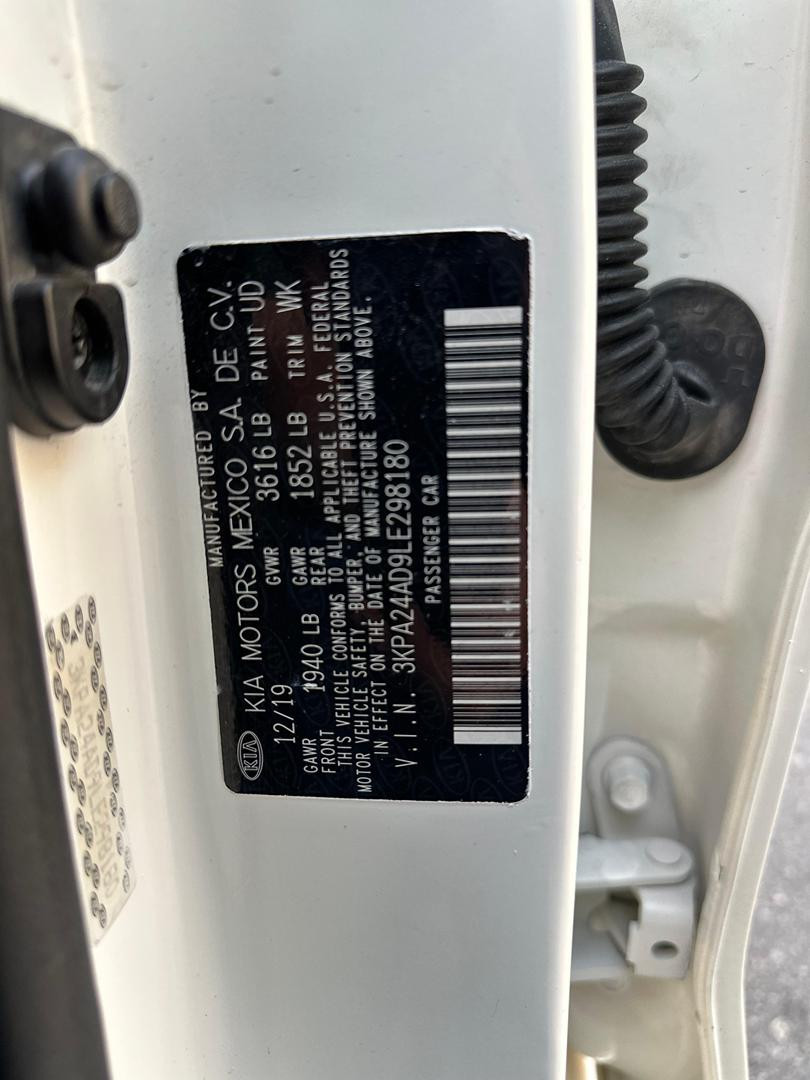 MANUFACTURED BY
KIA KIA MOTORS MEXICO S.A. DE C.V.
12/19 GVWR 3616 LB PAINT UD
GAWR FRONT 1940 LB GAWR REAR 1852 LB TRIM WK
THIS VEHICLE CONFORMS TO ALL APPLICABLE U.S.A. FEDERAL
MOTOR VEHICLE SAFETY, BUMPER, AND THEFT PREVENTION STANDARDS
IN EFFECT ON THE DATE OF MANUFACTURE SHOWN ABOVE.
V.I.N. 3KPA24AD9LE298180
PASSENGER CAR